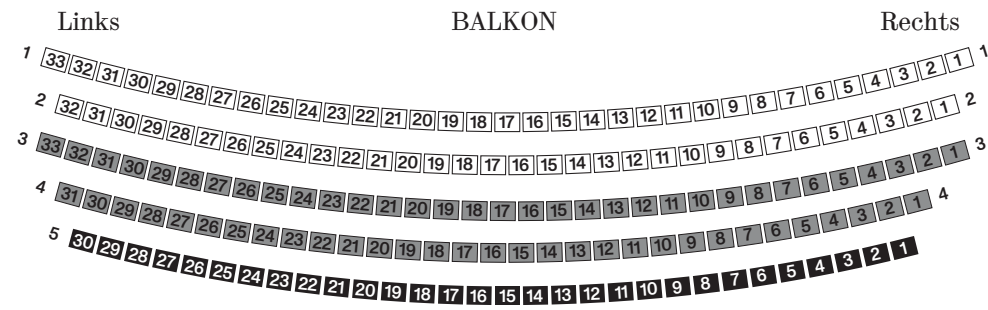 Links BALKON Rechts
1 33 32 31 30 29 28 27 26 25 24 23 22 21 20 19 18 17 16 15 14 13 12 11 10 9 8 7 6 5 4 3 2 1 1
2 32 31 30 29 28 27 26 25 24 23 22 21 20 19 18 17 16 15 14 13 12 11 10 9 8 7 6 5 4 3 2 1 2
3 33 32 31 30 29 28 27 26 25 24 23 22 21 20 19 18 17 16 15 14 13 12 11 10 9 8 7 6 5 4 3 2 1 3
4 31 30 29 28 27 26 25 24 23 22 21 20 19 18 17 16 15 14 13 12 11 10 9 8 7 6 5 4 3 2 1 4
5 30 29 28 27 26 25 24 23 22 21 20 19 18 17 16 15 14 13 12 11 10 9 8 7 6 5 4 3 2 1